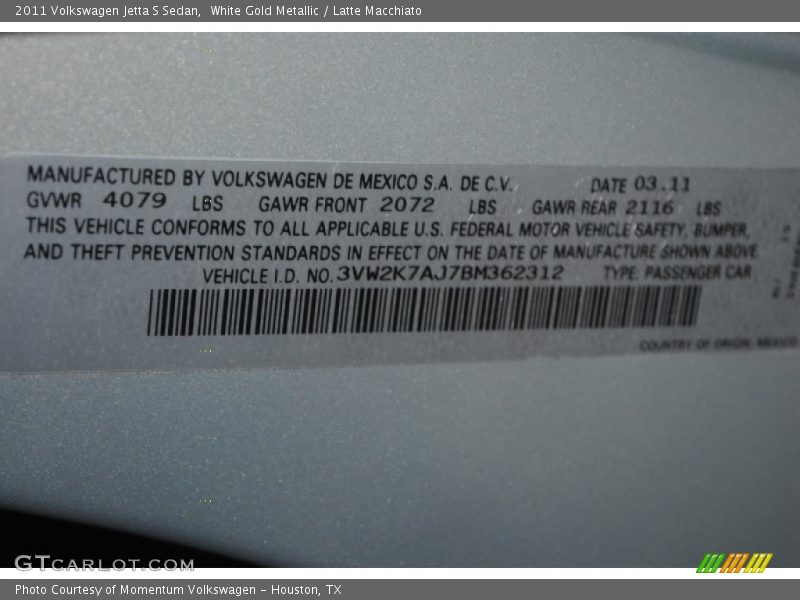 2011 Volkswagen Jetta S Sedan, White Gold Metallic / Latte Macchiato
MANUFACTURED BY VOLKSWAGEN DE MEXICO S.A. DE C.V. DATE 03.11
GVWR 4079 LBS GAWR FRONT 2072 LBS GAWR REAR 2116 LBS
THIS VEHICLE CONFORMS TO ALL APPLICABLE U.S. FEDERAL MOTOR VEHICLE SAFETY, BUMPER,
AND THEFT PREVENTION STANDARDS IN EFFECT ON THE DATE OF MANUFACTURE SHOWN ABOVE
VEHICLE I.D. NO. 3VW2K7AJ7BM362312 TYPE: PASSENGER CAR
COUNTRY OF ORIGIN, MEXICO
GTCARLOT.COM
Photo Courtesy of Momentum Volkswagen - Houston, TX